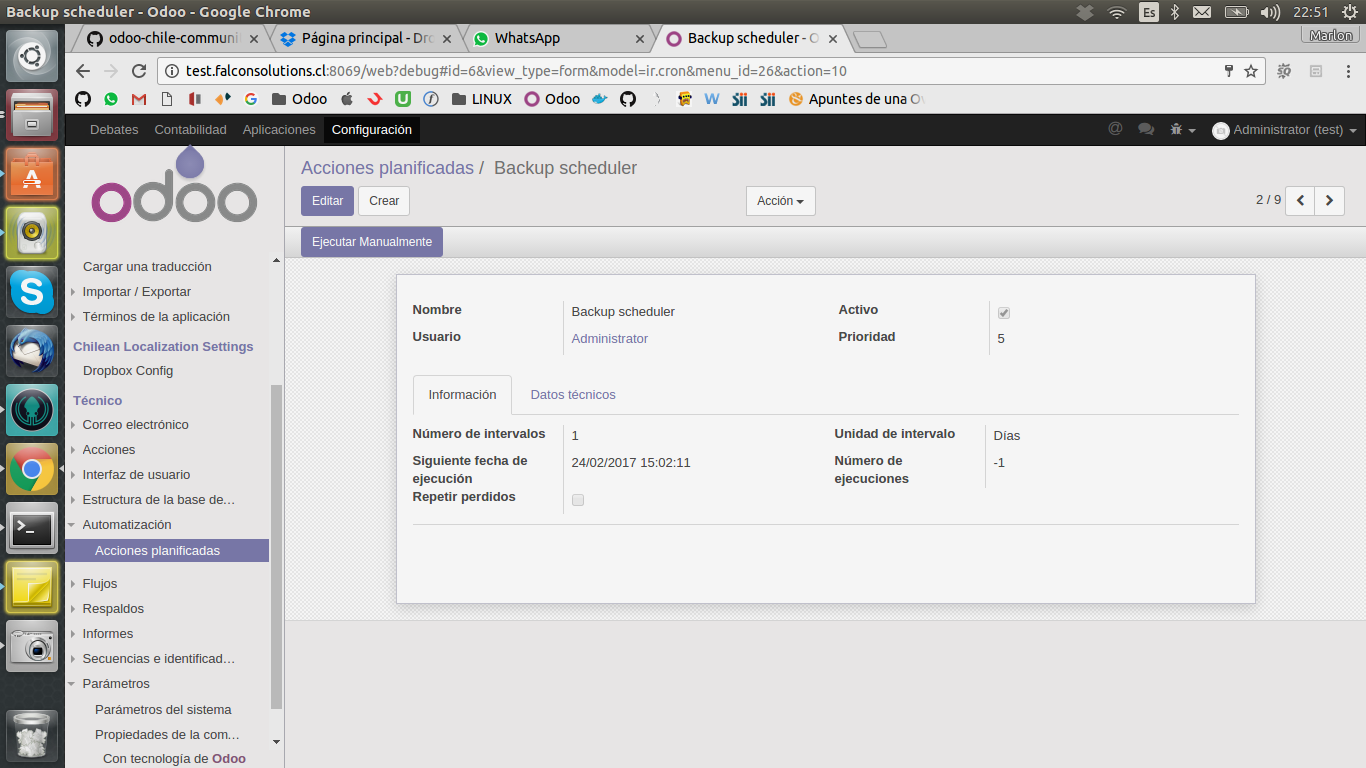 Backup scheduler - Odoo - Google Chrome
Es
22:51
odoo-chile-communi
Página principal - Dro
WhatsApp
Backup scheduler - O
Marlon
test.falconsolutions.cl:8069/web?debug#id=6&view_type=form&model=ir.cron&menu_id=26&action=10
Odoo
LINUX
Odoo
W
Sii
Sii
Apuntes de una O
Debates
Contabilidad
Aplicaciones
Configuración
Administrator (test)
odoo
Acciones planificadas / Backup scheduler
Editar
Crear
Acción
2 / 9
Ejecutar Manualmente
Cargar una traducción
Importar / Exportar
Términos de la aplicación
Chilean Localization Settings
Dropbox Config
Técnico
Correo electrónico
Acciones
Interfaz de usuario
Estructura de la base de...
Automatización
Acciones planificadas
Flujos
Respaldos
Informes
Secuencias e identificad...
Parámetros
Parámetros del sistema
Propiedades de la com...
Con tecnología de Odoo
Nombre
Backup scheduler
Activo
Usuario
Administrator
Prioridad
5
Información
Datos técnicos
Número de intervalos
1
Unidad de intervalo
Días
Siguiente fecha de
ejecución
24/02/2017 15:02:11
Número de
ejecuciones
-1
Repetir perdidos